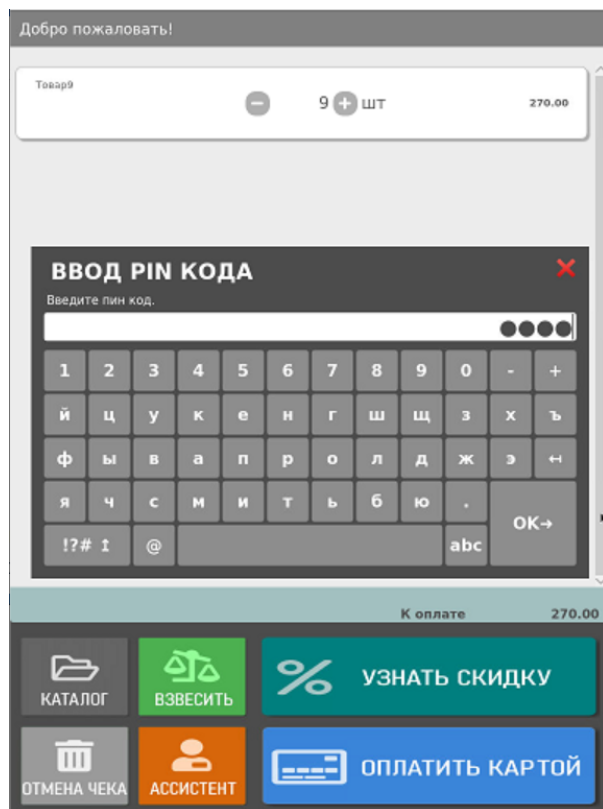 Добро пожаловать!
Товар9
9 шт 270.00
ВВОД PIN КОДА
Введите пин код.
1 2 3 4 5 6 7 8 9 0 - +
й ц у к е н г ш щ з х ъ
ф ы в а п р о л д ж э ↤
я ч с м и т ь б ю .
OK→
!?# ↥ @ abc
К оплате 270.00
КАТАЛОГ
ВЗВЕСИТЬ
% УЗНАТЬ СКИДКУ
ОТМЕНА ЧЕКА
АССИСТЕНТ
ОПЛАТИТЬ КАРТОЙ